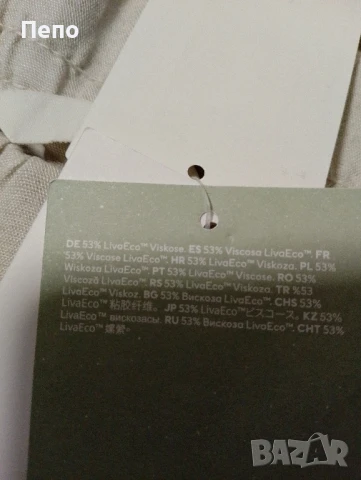 Пепо
DE 53% LivaEco™ Viskose. ES 53% Viscosa LivaEco™. FR
53% Viscose LivaEco™. HR 53% LivaEco™ Viskoza. PL 53%
Wiskoza LivaEco™. PT 53% LivaEco™ Viscose. RO 53%
Viscoză LivaEco™. RS 53% LivaEco™ Viskoza. TR %53
LivaEco™ Viskoz. BG 53% Вискоза LivaEco™. CHS 53%
LivaEco™ 粘胶纤维. JP 53% LivaEco™ビスコース. KZ 53%
LivaEco™ вискозасы. RU 53% Вискоза LivaEco™. CHT 53%
LivaEco™ 嫘縈.
BAZAR
bg